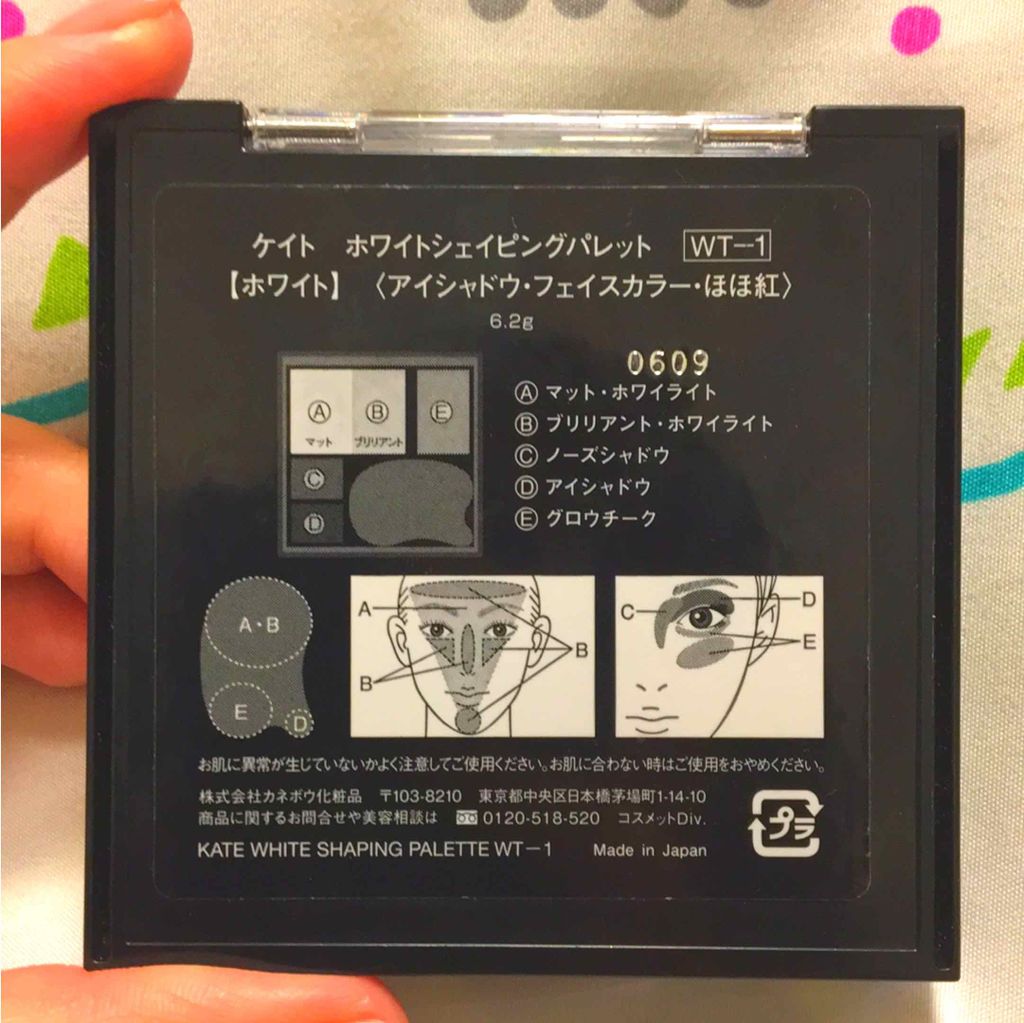 ケイト ホワイトシェイピングパレット WT-1
【ホワイト】 〈アイシャドウ・フェイスカラー・ほほ紅〉
6.2g
0609
A B E
マット ブリリアント
C
D
Ⓐ マット・ホワイライト
Ⓑ ブリリアント・ホワイライト
Ⓒ ノーズシャドウ
Ⓓ アイシャドウ
Ⓔ グロウチーク
A・B
E
D
A
B
B
C
D
E
お肌に異常が生じていないかよく注意してご使用ください。お肌に合わない時はご使用をおやめください。
株式会社カネボウ化粧品 〒103-8210 東京都中央区日本橋茅場町1-14-10
商品に関するお問合せや美容相談は 0120-518-520 コスメットDiv.
KATE WHITE SHAPING PALETTE WT-1 Made in Japan
プラ